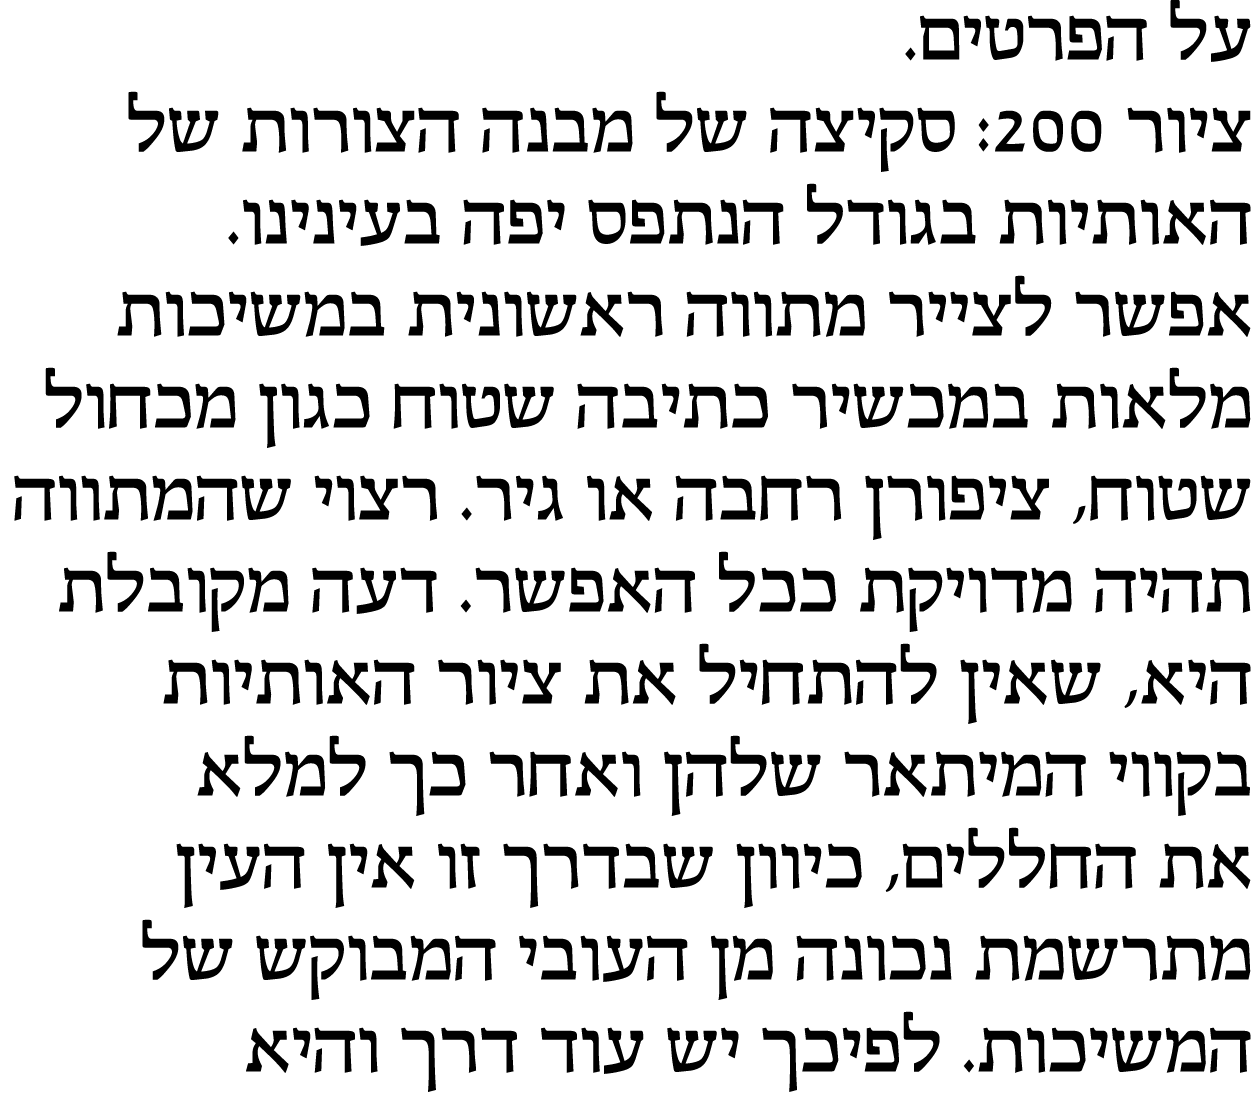 על הפרטים.
ציור 200: סקיצה של מבנה הצורות של
האותיות בגודל הנתפס יפה בעינינו.
אפשר לצייר מתווה ראשונית במשיכות
מלאות במכשיר כתיבה שטוח כגון מכחול
שטוח, ציפורן רחבה או גיר. רצוי שהמתווה
תהיה מדויקת ככל האפשר. דעה מקובלת
היא, שאין להתחיל את ציור האותיות
בקווי המיתאר שלהן ואחר כך למלא
את החללים, כיוון שבדרך זו אין העין
מתרשמת נכונה מן העובי המבוקש של
המשיכות. לפיכך יש עוד דרך והיא